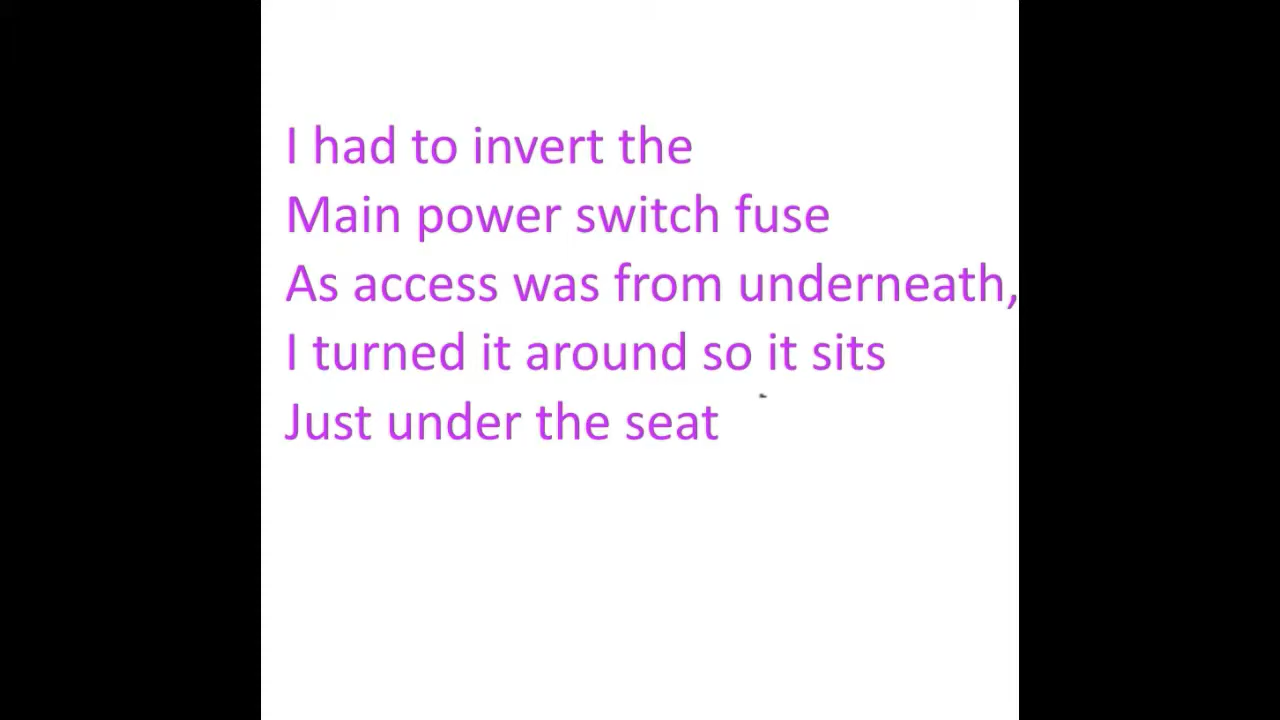 I had to invert the
Main power switch fuse
As access was from underneath,
I turned it around so it sits
Just under the seat